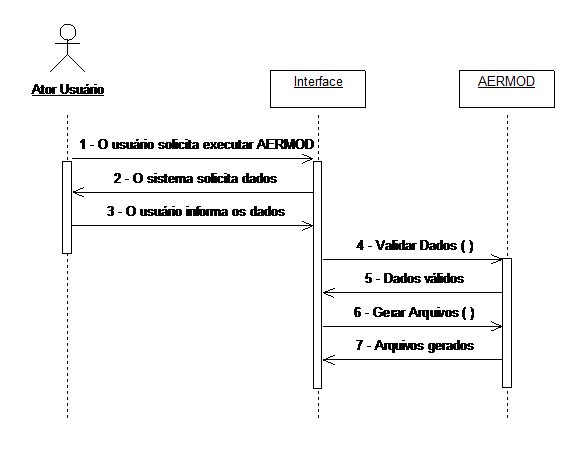 Ator Usuário
Interface
AERMOD
1 - O usuário solicita executar AERMOD
2 - O sistema solicita dados
3 - O usuário informa os dados
4 - Validar Dados ( )
5 - Dados válidos
6 - Gerar Arquivos ( )
7 - Arquivos gerados